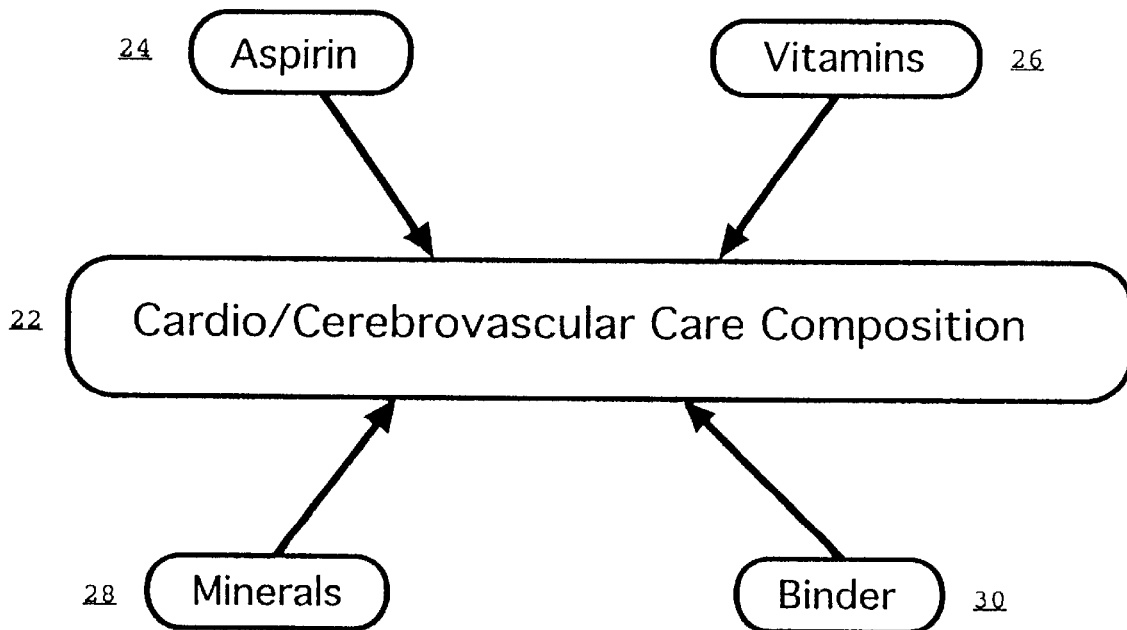 24 Aspirin
Vitamins 26
22 Cardio/Cerebrovascular Care Composition
28 Minerals
Binder 30